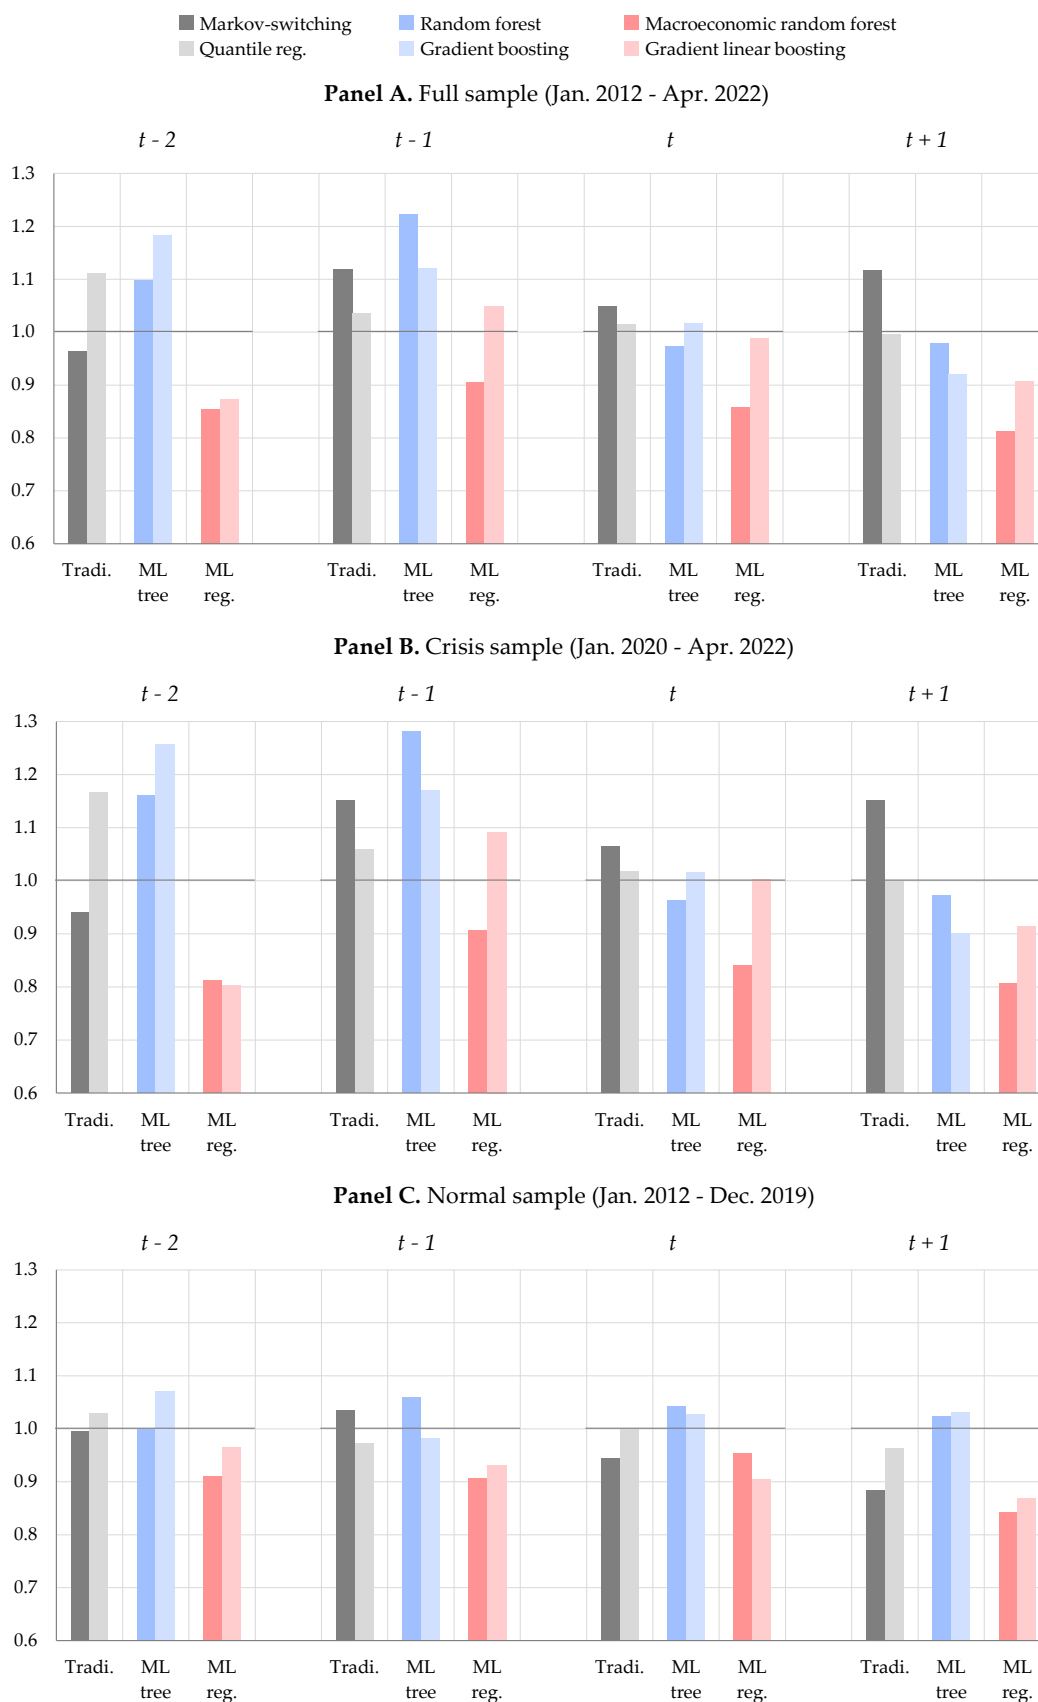 Markov-switching Random forest Macroeconomic random forest
Quantile reg. Gradient boosting Gradient linear boosting
Panel A. Full sample (Jan. 2012 - Apr. 2022)
t - 2 t - 1 t t + 1
1.3
1.2
1.1
1.0
0.9
0.8
0.7
0.6
Tradi. ML ML Tradi. ML ML Tradi. ML ML Tradi. ML ML
tree reg. tree reg. tree reg. tree reg.
Panel B. Crisis sample (Jan. 2020 - Apr. 2022)
t - 2 t - 1 t t + 1
1.3
1.2
1.1
1.0
0.9
0.8
0.7
0.6
Tradi. ML ML Tradi. ML ML Tradi. ML ML Tradi. ML ML
tree reg. tree reg. tree reg. tree reg.
Panel C. Normal sample (Jan. 2012 - Dec. 2019)
t - 2 t - 1 t t + 1
1.3
1.2
1.1
1.0
0.9
0.8
0.7
0.6
Tradi. ML ML Tradi. ML ML Tradi. ML ML Tradi. ML ML
tree reg. tree reg. tree reg. tree reg.